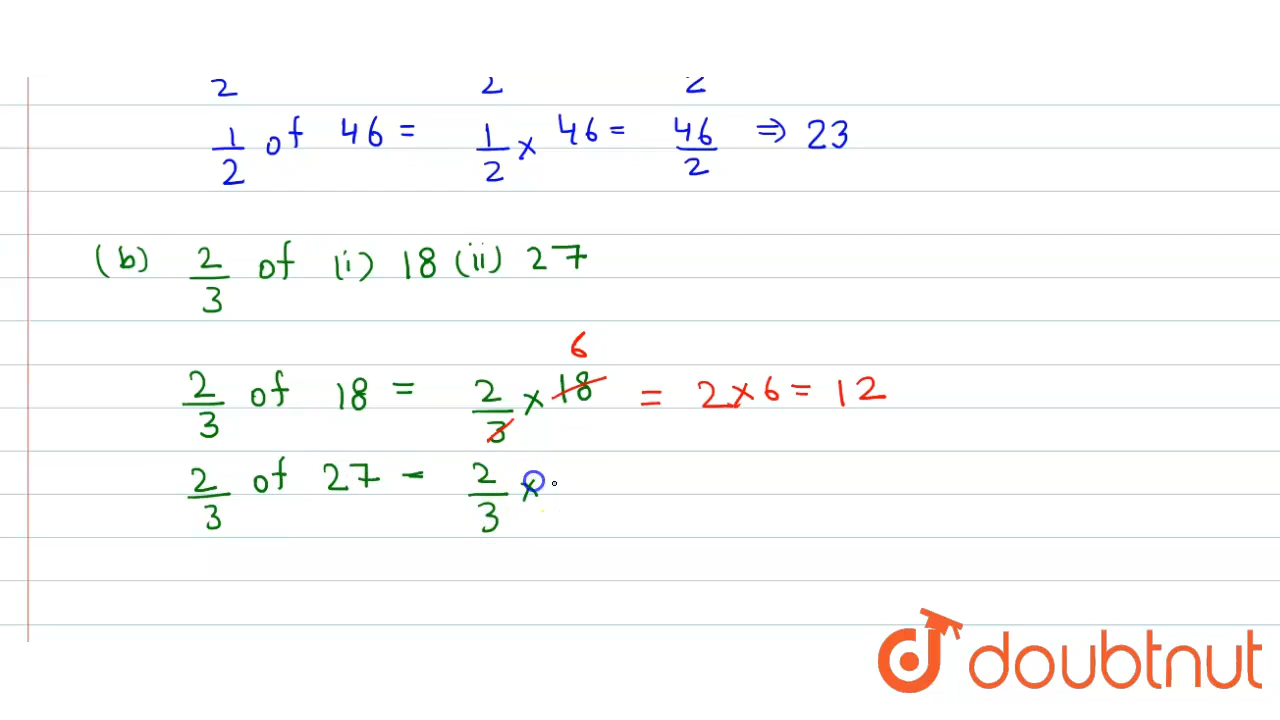 2 2 2
1/2 of 46 = 1/2 × 46 = 46/2 ⇒ 23
(b) 2/3 of (i) 18 (ii) 27
6
2/3 of 18 = 2/3 × 18 = 2 × 6 = 12
2/3 of 27 - 2/3 ×
doubtnut